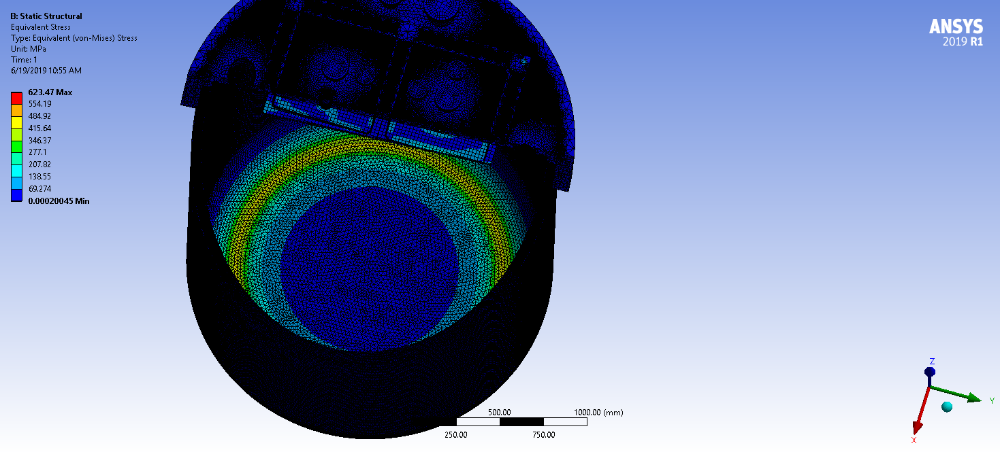 B: Static Structural
Equivalent Stress
Type: Equivalent (von-Mises) Stress
Unit: MPa
Time: 1
6/19/2019 10:55 AM
623.47 Max
554.19
484.92
415.64
346.37
277.1
207.82
138.55
69.274
0.00020045 Min
ANSYS
2019 R1
500.00
1000.00 (mm)
250.00
750.00
Z
Y
X